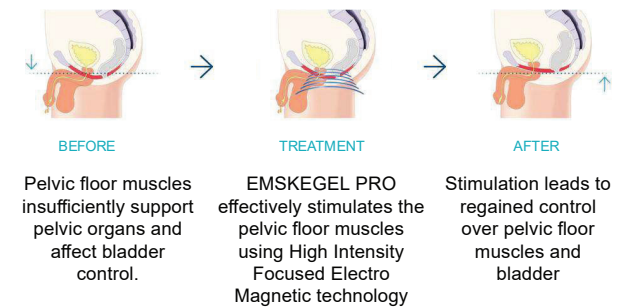 BEFORE
Pelvic floor muscles
insufficiently support
pelvic organs and
affect bladder
control.
TREATMENT
EMSKEGEL PRO
effectively stimulates the
pelvic floor muscles
using High Intensity
Focused Electro
Magnetic technology
AFTER
Stimulation leads to
regained control
over pelvic floor
muscles and
bladder